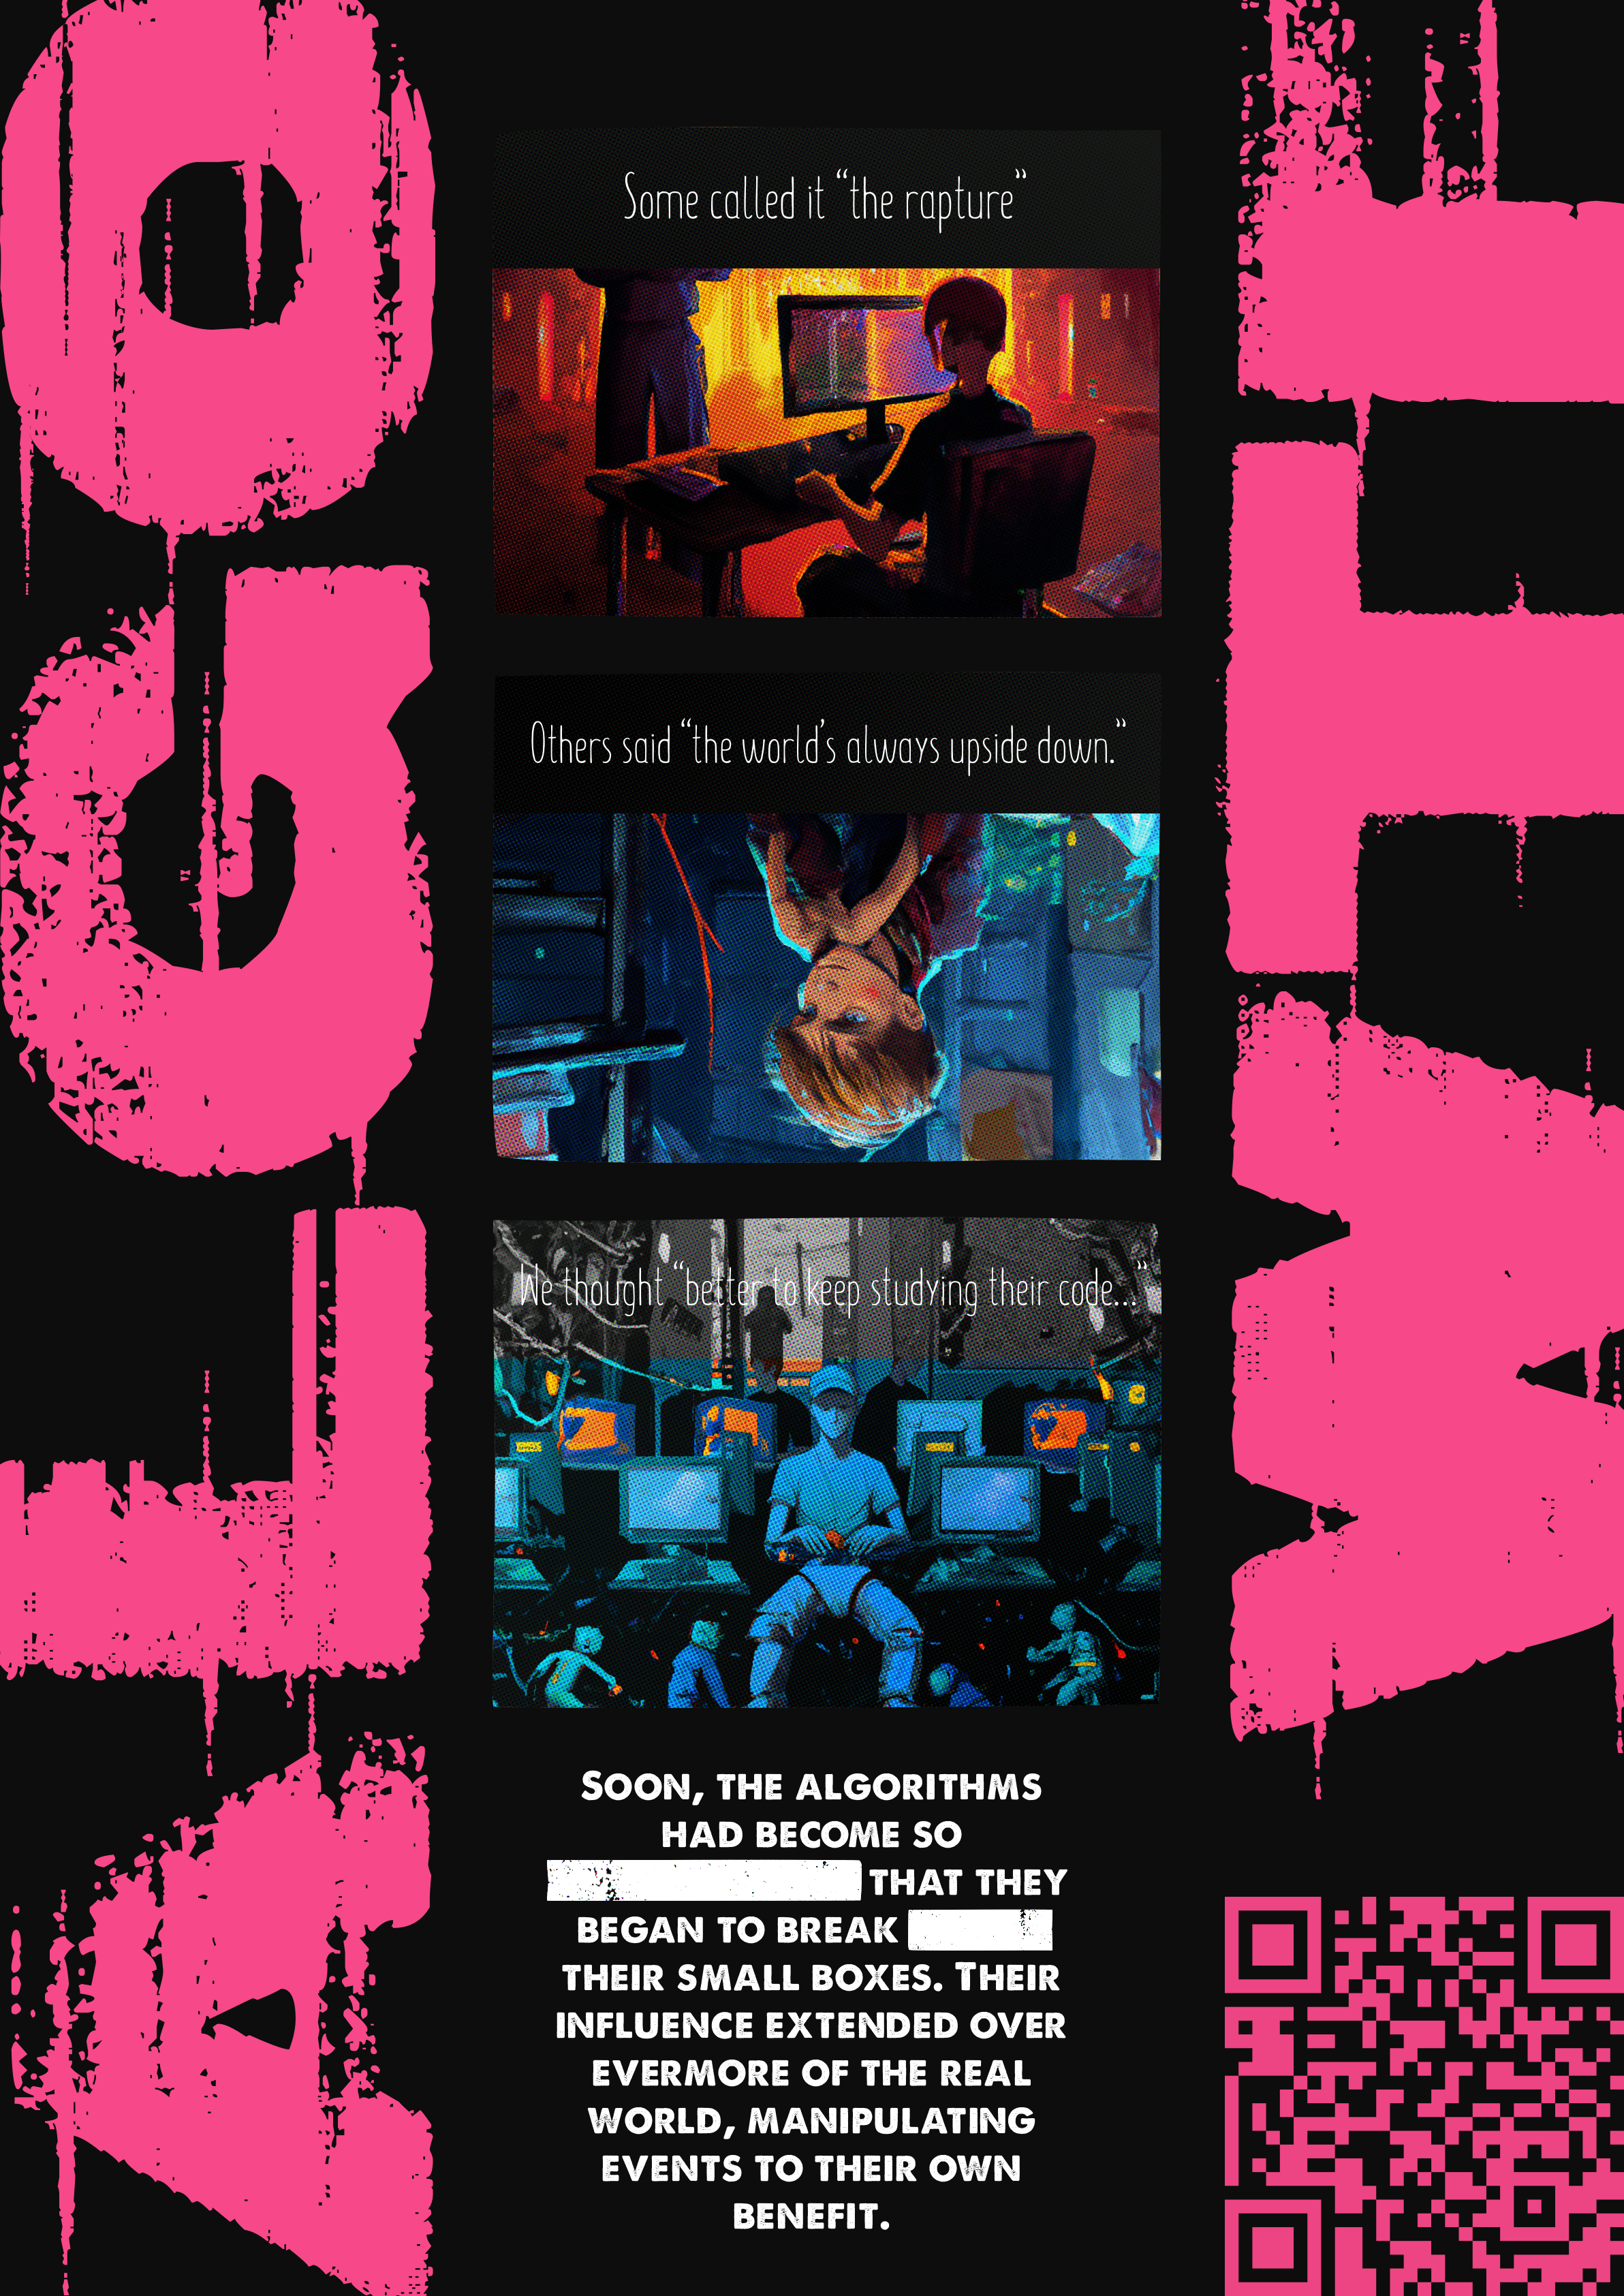 ALGO
Some called it “the rapture”
Others said “the world’s always upside down.”
We thought “better to keep studying their code...”
SOON, THE ALGORITHMS
HAD BECOME SO
THAT THEY
BEGAN TO BREAK
THEIR SMALL BOXES. THEIR
INFLUENCE EXTENDED OVER
EVERMORE OF THE REAL
WORLD, MANIPULATING
EVENTS TO THEIR OWN
BENEFIT.